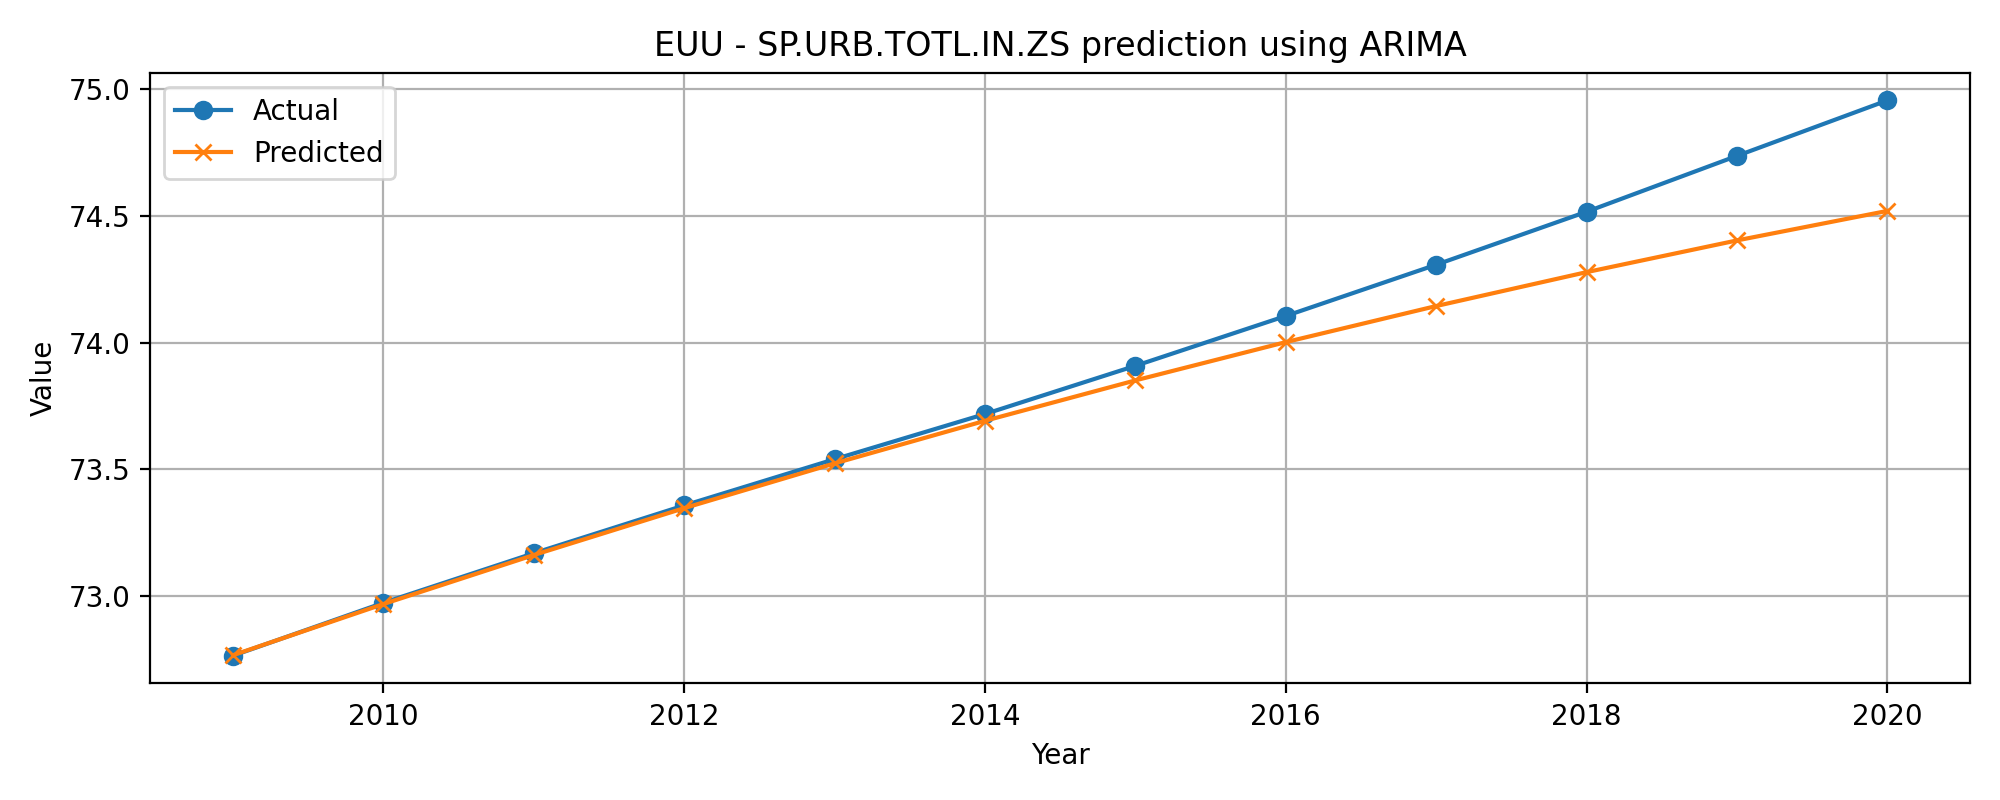 EUU - SP.URB.TOTL.IN.ZS prediction using ARIMA
Actual
Predicted
75.0
74.5
74.0
73.5
73.0
Value
2010 2012 2014 2016 2018 2020
Year